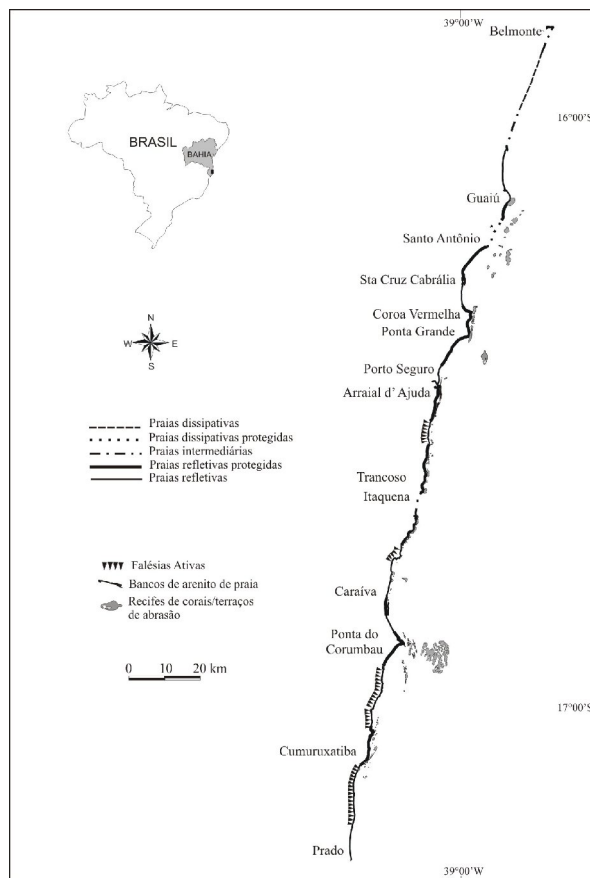 39°00'W
Belmonte
16°00'S
BRASIL
BAHIA
Guaiú
Santo Antônio
Sta Cruz Cabrália
Coroa Vermelha
Ponta Grande
N
W E
S
Porto Seguro
Arraial d' Ajuda
Praias dissipativas
Praias dissipativas protegidas
Praias intermediárias
Praias refletivas protegidas
Praias refletivas
Trancoso
Itaquena
Falésias Ativas
Bancos de arenito de praia
Recifes de corais/terraços
de abrasão
Caraíva
Ponta do
Corumbau
0 10 20 km
17°00'S
Cumuruxatiba
Prado
39°00'W